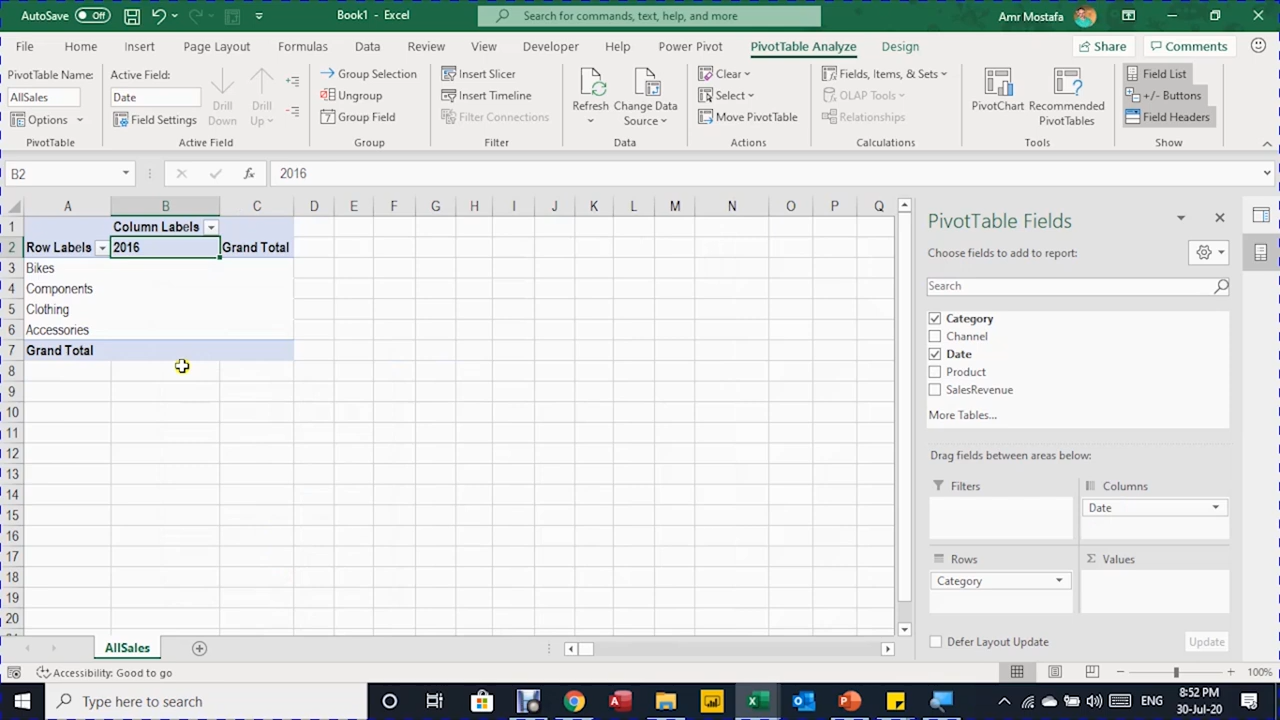 AutoSave Off Book1 - Excel Search for commands, text, help, and more Amr Mostafa
File Home Insert Page Layout Formulas Data Review View Developer Help Power Pivot PivotTable Analyze Design Share Comments
PivotTable Name:
AllSales
Options
PivotTable
Active Field:
Date
Field Settings
Drill Down
Drill Up
Active Field
Group Selection
Ungroup
Group Field
Group
Insert Slicer
Insert Timeline
Filter Connections
Filter
Refresh
Change Data Source
Data
Clear
Select
Move PivotTable
Actions
Fields, Items, & Sets
OLAP Tools
Relationships
Calculations
PivotChart
Recommended PivotTables
Tools
Field List
+/- Buttons
Field Headers
Show
B2 fx 2016
A B C D E F G H I J K L M N O P Q
1 Column Labels
2 Row Labels 2016 Grand Total
3 Bikes
4 Components
5 Clothing
6 Accessories
7 Grand Total
8
9
10
11
12
13
14
15
16
17
18
19
20
PivotTable Fields
Choose fields to add to report:
Search
Category
Channel
Date
Product
SalesRevenue
More Tables...
Drag fields between areas below:
Filters Columns
Date
Rows Σ Values
Category
Defer Layout Update Update
AllSales
Accessibility: Good to go 100%
Type here to search ENG 8:52 PM
30-Jul-20